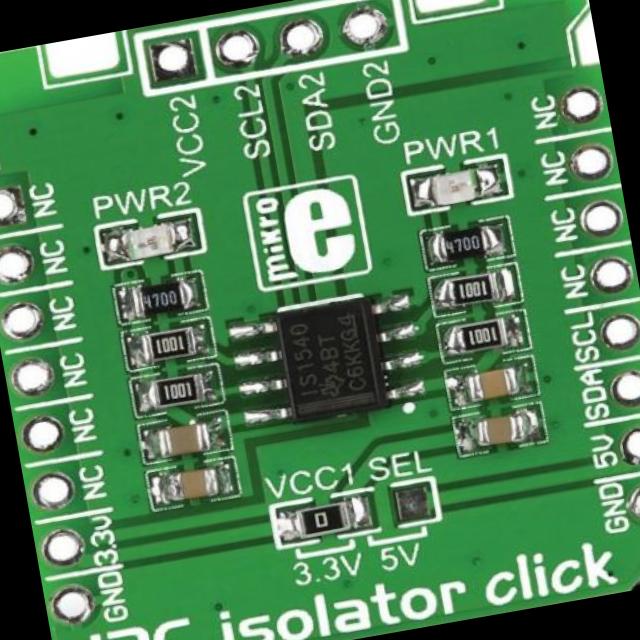 VCC2
SCL2
SDA2
GND2
PWR2
PWR1
mikro
e
4700
1001
1001
4700
1001
1001
IS1540
4BT
C6KKG4
NC
NC
NC
NC
NC
NC
3.3V
GND
NC
NC
NC
NC
SCL
SDA
5V
GND
VCC1 SEL
0
3.3V 5V
isolator click